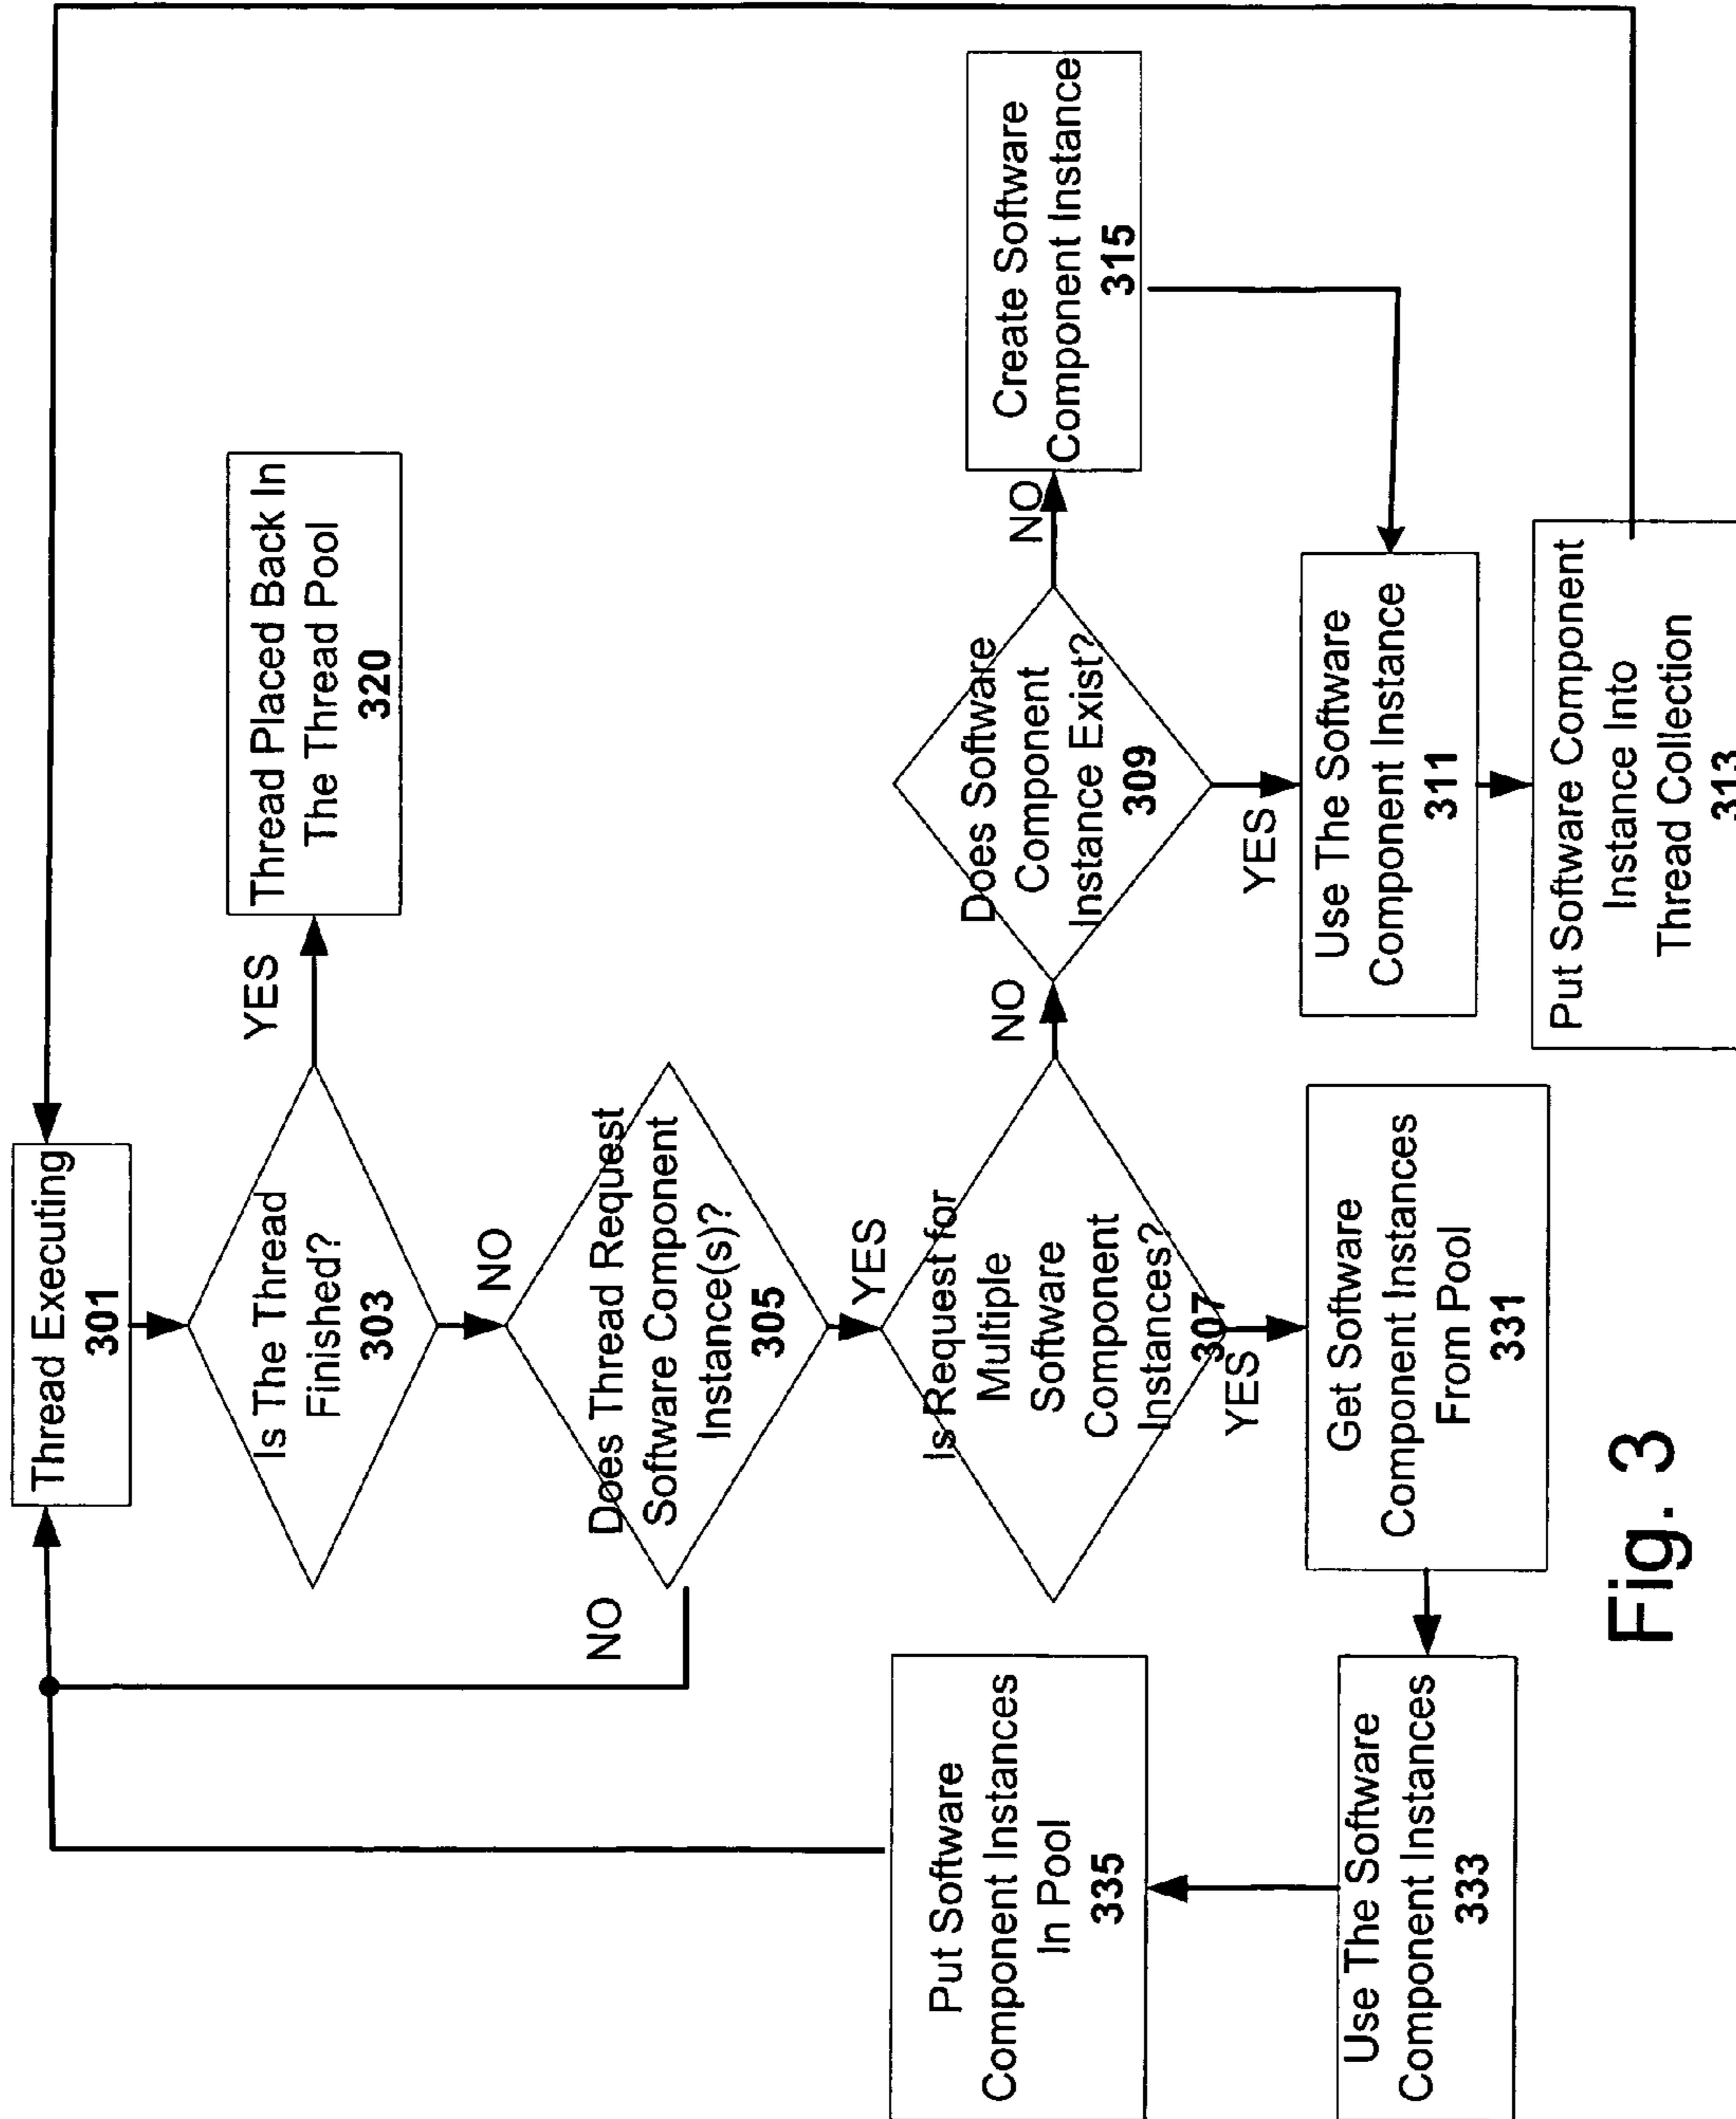 Thread Executing
301
Is The Thread
Finished?
303
YES
Thread Placed Back In
The Thread Pool
320
NO
Does Thread Request
Software Component
Instance(s)?
305
NO
YES
Is Request for
Multiple
Software
Component
Instances?
307
NO
Does Software
Component
Instance Exist?
309
NO
Create Software
Component Instance
315
YES
Use The Software
Component Instance
311
Put Software Component
Instance Into
Thread Collection
313
YES
Get Software
Component Instances
From Pool
331
Use The Software
Component Instances
333
Put Software
Component Instances
In Pool
335
Fig. 3